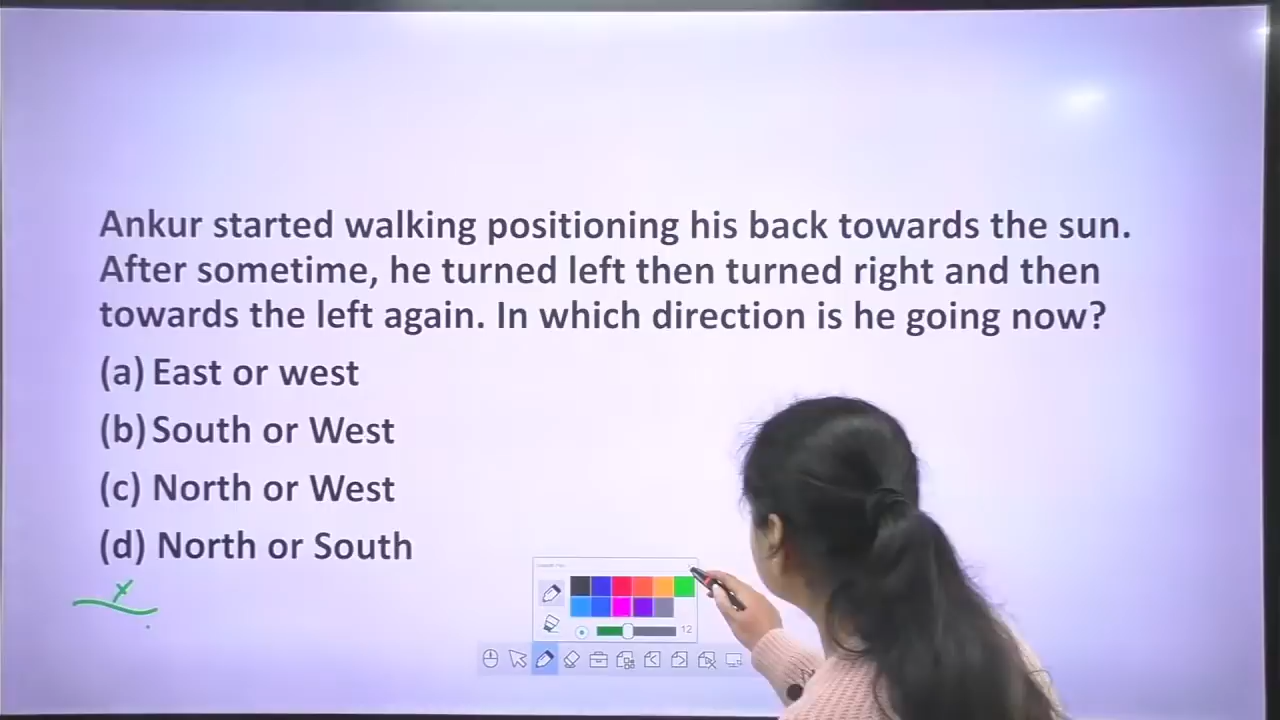 Ankur started walking positioning his back towards the sun.
After sometime, he turned left then turned right and then
towards the left again. In which direction is he going now?
(a) East or west
(b) South or West
(c) North or West
(d) North or South
12